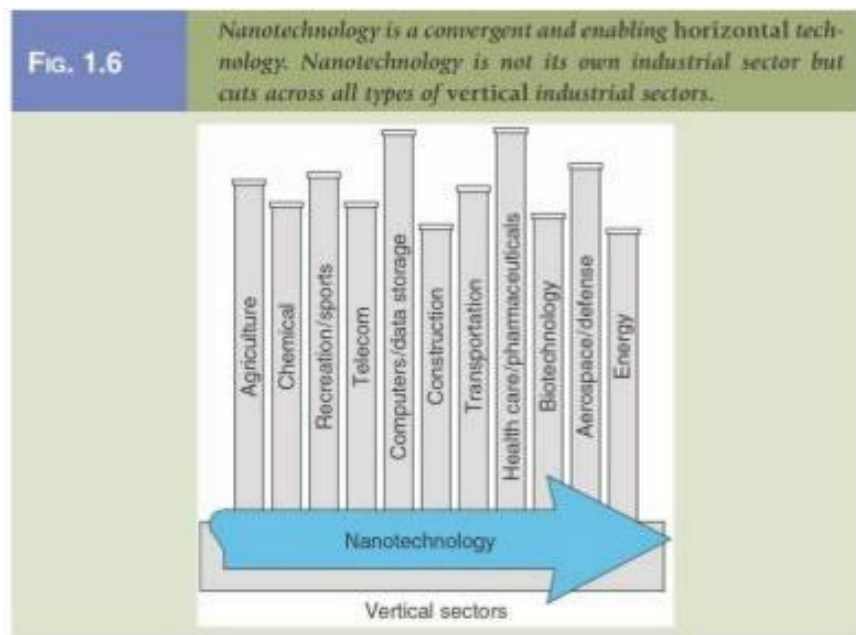 FIG. 1.6
Nanotechnology is a convergent and enabling horizontal tech-
nology. Nanotechnology is not its own industrial sector but
cuts across all types of vertical industrial sectors.
Agriculture
Chemical
Recreation/sports
Telecom
Computers/data storage
Construction
Transportation
Health care/pharmaceuticals
Biotechnology
Aerospace/defense
Energy
Nanotechnology
Vertical sectors